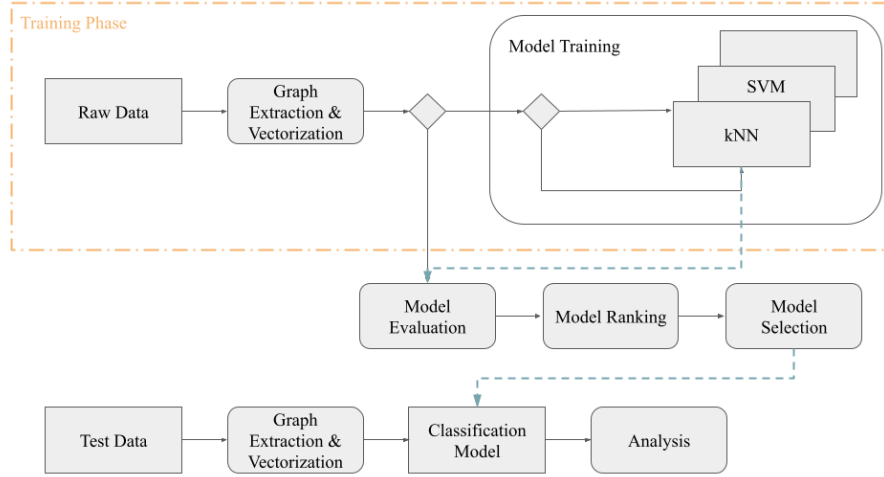 Training Phase
Model Training
Raw Data
Graph
Extraction &
Vectorization
SVM
kNN
Model
Evaluation
Model Ranking
Model
Selection
Test Data
Graph
Extraction &
Vectorization
Classification
Model
Analysis